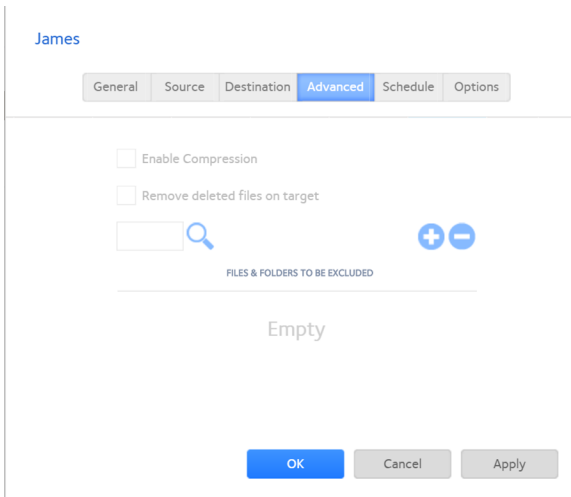 James
General Source Destination Advanced Schedule Options
Enable Compression
Remove deleted files on target
FILES & FOLDERS TO BE EXCLUDED
Empty
OK Cancel Apply